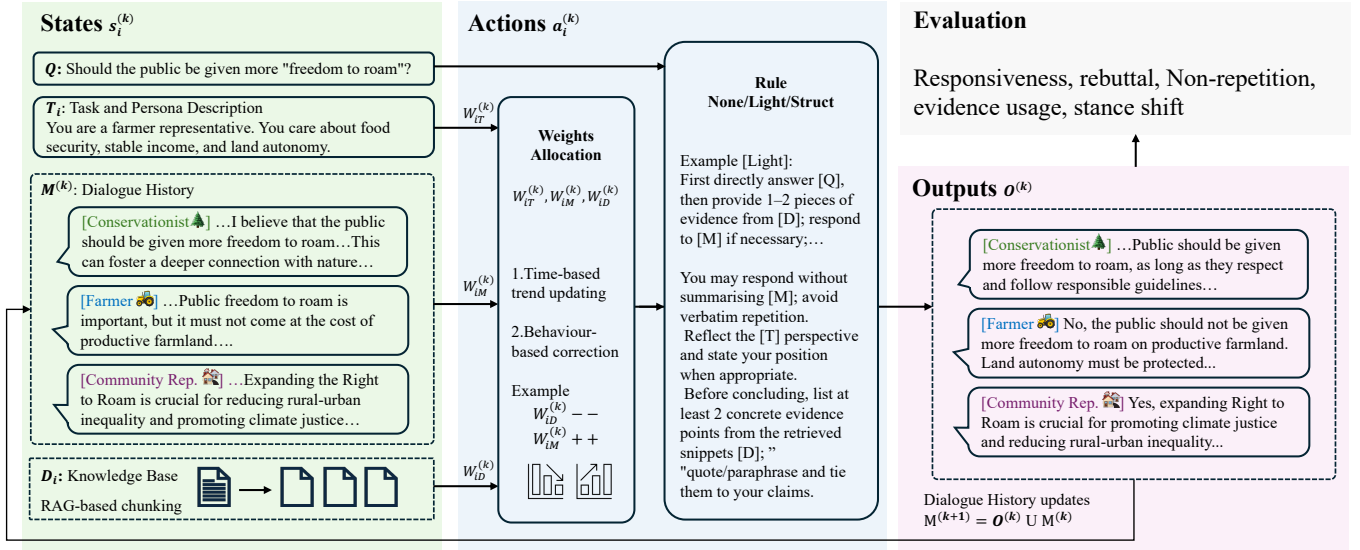 States s_i^(k)
Q: Should the public be given more "freedom to roam"?
T_i: Task and Persona Description
You are a farmer representative. You care about food
security, stable income, and land autonomy.
M^(k): Dialogue History
[Conservationist🌲] …I believe that the public
should be given more freedom to roam…This
can foster a deeper connection with nature…
[Farmer 🚜] …Public freedom to roam is
important, but it must not come at the cost of
productive farmland….
[Community Rep. 🏘️] …Expanding the Right
to Roam is crucial for reducing rural-urban
inequality and promoting climate justice…
D_i: Knowledge Base
RAG-based chunking
Actions a_i^(k)
W_iT^(k)
W_iM^(k)
W_iD^(k)
Weights
Allocation
W_iT^(k), W_iM^(k), W_iD^(k)
1.Time-based
trend updating
2.Behaviour-
based correction
Example
W_iD^(k) − −
W_iM^(k) + +
Rule
None/Light/Struct
Example [Light]:
First directly answer [Q],
then provide 1–2 pieces of
evidence from [D]; respond
to [M] if necessary;…
You may respond without
summarising [M]; avoid
verbatim repetition.
Reflect the [T] perspective
and state your position
when appropriate.
Before concluding, list at
least 2 concrete evidence
points from the retrieved
snippets [D]; ”
"quote/paraphrase and tie
them to your claims.
Evaluation
Responsiveness, rebuttal, Non-repetition,
evidence usage, stance shift
Outputs O^(k)
[Conservationist🌲] …Public should be given
more freedom to roam, as long as they respect
and follow responsible guidelines…
[Farmer 🚜] No, the public should not be given
more freedom to roam on productive farmland.
Land autonomy must be protected...
[Community Rep. 🏘️] Yes, expanding Right to
Roam is crucial for promoting climate justice
and reducing rural-urban inequality...
Dialogue History updates
M^(k+1) = O^(k) U M^(k)